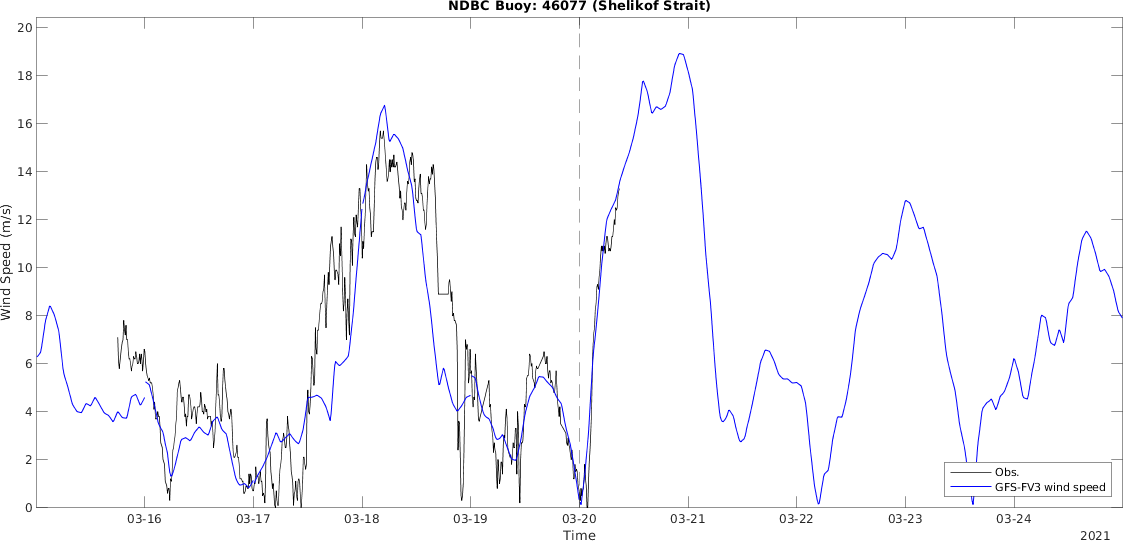 NDBC Buoy: 46077 (Shelikof Strait)
20
18
16
14
12
10
8
6
4
2
0
Wind Speed (m/s)
Obs.
GFS-FV3 wind speed
03-16 03-17 03-18 03-19 03-20 03-21 03-22 03-23 03-24
Time
2021